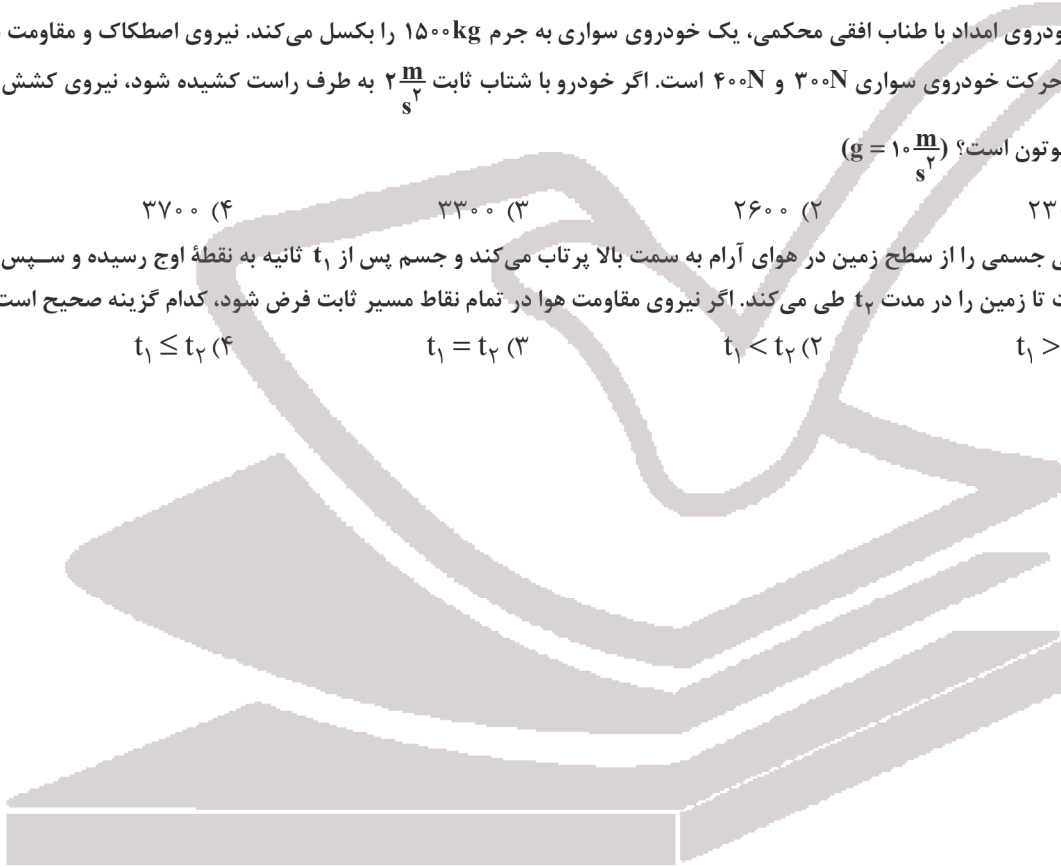 امداد با طناب افقی محکمی، یک خودروی سواری به جرم ۱۵۰۰kg را بکسل می‌کند. نیروی اصطکاک و مقاومت
حرکت خودروی سواری ۳۰۰N و ۴۰۰N است. اگر خودرو با شتاب ثابت ۲ m/s² به طرف راست کشیده شود، نیروی کشش
است؟ (g = ۱۰ m/s²)
۲۳ ۲) ۲۶۰۰ ۳) ۳۳۰۰ ۴) ۳۷۰۰
جسمی را از سطح زمین در هوای آرام به سمت بالا پرتاب می‌کند و جسم پس از t₁ ثانیه به نقطهٔ اوج رسیده و سپس
تا زمین را در مدت t₂ طی می‌کند. اگر نیروی مقاومت هوا در تمام نقاط مسیر ثابت فرض شود، کدام گزینه صحیح است
t₁ > ۲) t₁ < t₂ ۳) t₁ = t₂ ۴) t₁ ≤ t₂